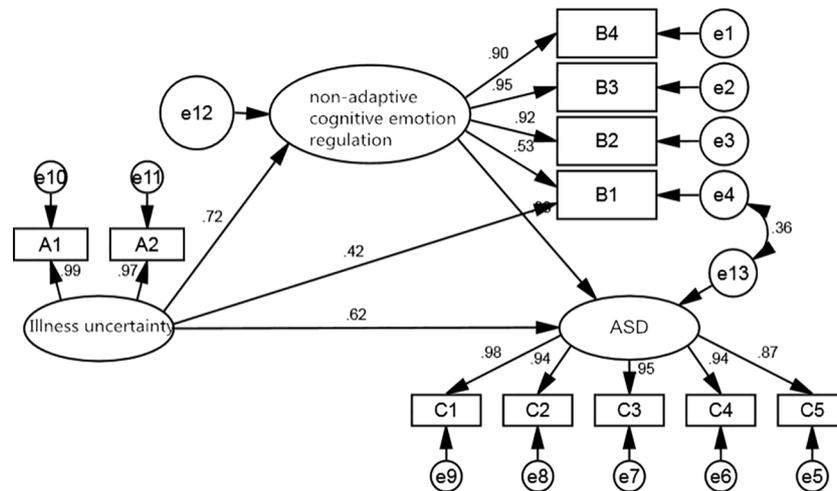 B4
e1
.90
.95
B3
e2
e12
non-adaptive
cognitive emotion
regulation
.92
B2
e3
.53
B1
e4
e10
e11
.36
A1
A2
.72
.99
.97
.42
e13
Illness uncertainty
.62
ASD
.98
.94
95
.94
.87
C1
C2
C3
C4
C5
e9
e8
e7
e6
e5